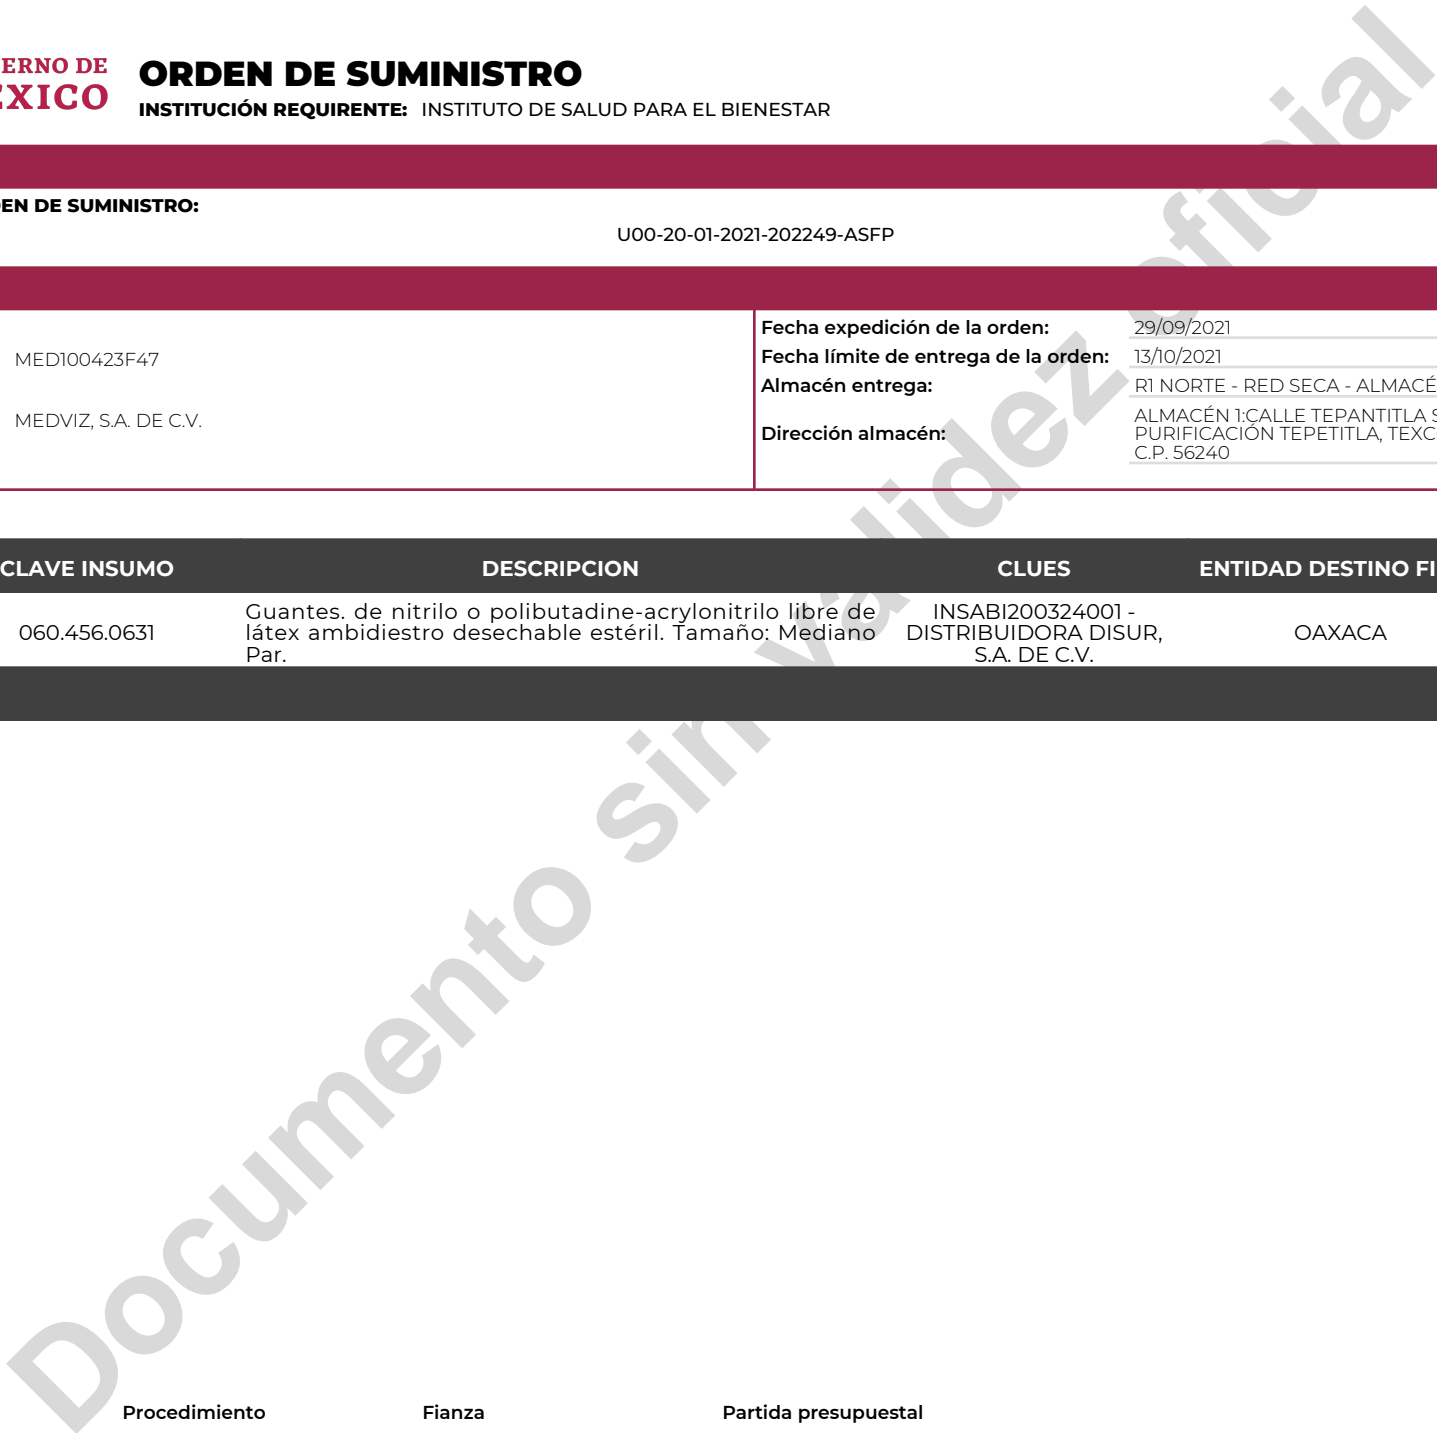 ERNO DE
EXICO
ORDEN DE SUMINISTRO
INSTITUCIÓN REQUIRENTE: INSTITUTO DE SALUD PARA EL BIENESTAR
EN DE SUMINISTRO:
U00-20-01-2021-202249-ASFP
MED100423F47
MEDVIZ, S.A. DE C.V.
Fecha expedición de la orden: 29/09/2021
Fecha límite de entrega de la orden: 13/10/2021
Almacén entrega: R1 NORTE - RED SECA - ALMACÉ
Dirección almacén: ALMACÉN 1:CALLE TEPANTITLA S
PURIFICACIÓN TEPETITLA, TEXC
C.P. 56240
CLAVE INSUMO DESCRIPCION CLUES ENTIDAD DESTINO FI
060.456.0631
Guantes. de nitrilo o polibutadine-acrylonitrilo libre de
látex ambidiestro desechable estéril. Tamaño: Mediano
Par.
INSABI200324001 -
DISTRIBUIDORA DISUR,
S.A. DE C.V.
OAXACA
Documento sin validez oficial
Procedimiento Fianza Partida presupuestal